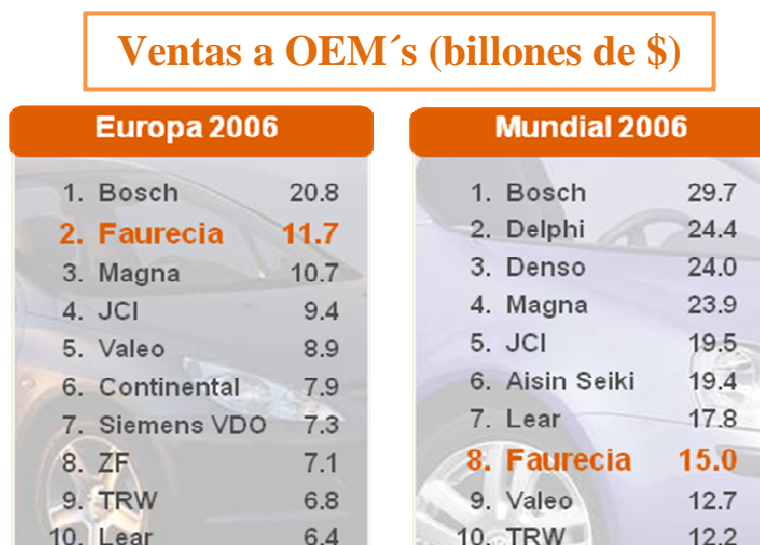 Ventas a OEM´s (billones de $)
Europa 2006
1. Bosch 20.8
2. Faurecia 11.7
3. Magna 10.7
4. JCI 9.4
5. Valeo 8.9
6. Continental 7.9
7. Siemens VDO 7.3
8. ZF 7.1
9. TRW 6.8
10. Lear 6.4
Mundial 2006
1. Bosch 29.7
2. Delphi 24.4
3. Denso 24.0
4. Magna 23.9
5. JCI 19.5
6. Aisin Seiki 19.4
7. Lear 17.8
8. Faurecia 15.0
9. Valeo 12.7
10. TRW 12.2